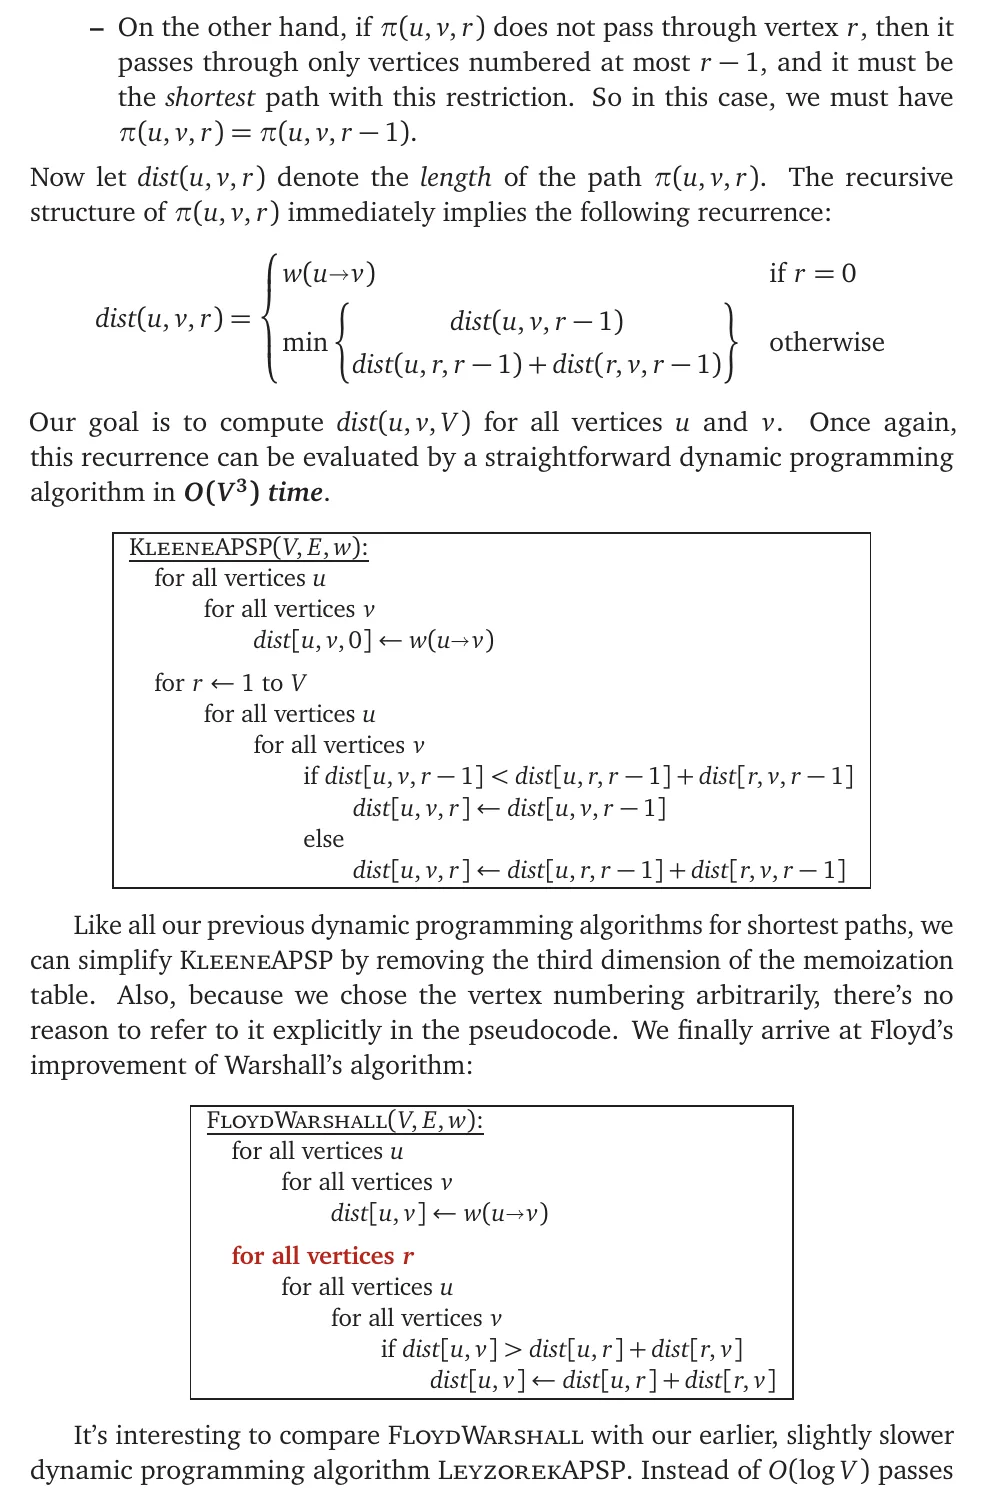 – On the other hand, if π(u, v, r) does not pass through vertex r, then it
passes through only vertices numbered at most r − 1, and it must be
the shortest path with this restriction. So in this case, we must have
π(u, v, r) = π(u, v, r − 1).
Now let dist(u, v, r) denote the length of the path π(u, v, r). The recursive
structure of π(u, v, r) immediately implies the following recurrence:
w(u→v) if r = 0
dist(u, v, r) =
dist(u, v, r − 1)
min otherwise
dist(u, r, r − 1) + dist(r, v, r − 1)
Our goal is to compute dist(u, v, V) for all vertices u and v. Once again,
this recurrence can be evaluated by a straightforward dynamic programming
algorithm in O(V³) time.
KLEENEAPSP(V, E, w):
for all vertices u
for all vertices v
dist[u, v, 0] ← w(u→v)
for r ← 1 to V
for all vertices u
for all vertices v
if dist[u, v, r − 1] < dist[u, r, r − 1] + dist[r, v, r − 1]
dist[u, v, r] ← dist[u, v, r − 1]
else
dist[u, v, r] ← dist[u, r, r − 1] + dist[r, v, r − 1]
Like all our previous dynamic programming algorithms for shortest paths, we
can simplify KLEENEAPSP by removing the third dimension of the memoization
table. Also, because we chose the vertex numbering arbitrarily, there’s no
reason to refer to it explicitly in the pseudocode. We finally arrive at Floyd’s
improvement of Warshall’s algorithm:
FLOYDWARSHALL(V, E, w):
for all vertices u
for all vertices v
dist[u, v] ← w(u→v)
for all vertices r
for all vertices u
for all vertices v
if dist[u, v] > dist[u, r] + dist[r, v]
dist[u, v] ← dist[u, r] + dist[r, v]
It’s interesting to compare FLOYDWARSHALL with our earlier, slightly slower
dynamic programming algorithm LEYZOREKAPSP. Instead of O(log V) passes